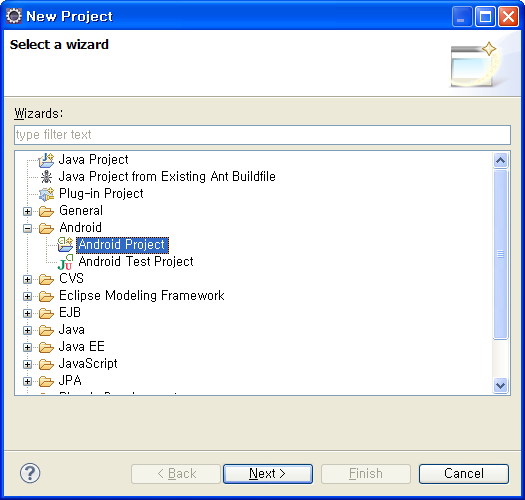 New Project
Select a wizard
Wizards:
type filter text
Java Project
Java Project from Existing Ant Buildfile
Plug-in Project
General
Android
Android Project
Android Test Project
CVS
Eclipse Modeling Framework
EJB
Java
Java EE
JavaScript
JPA
< Back
Next >
Finish
Cancel